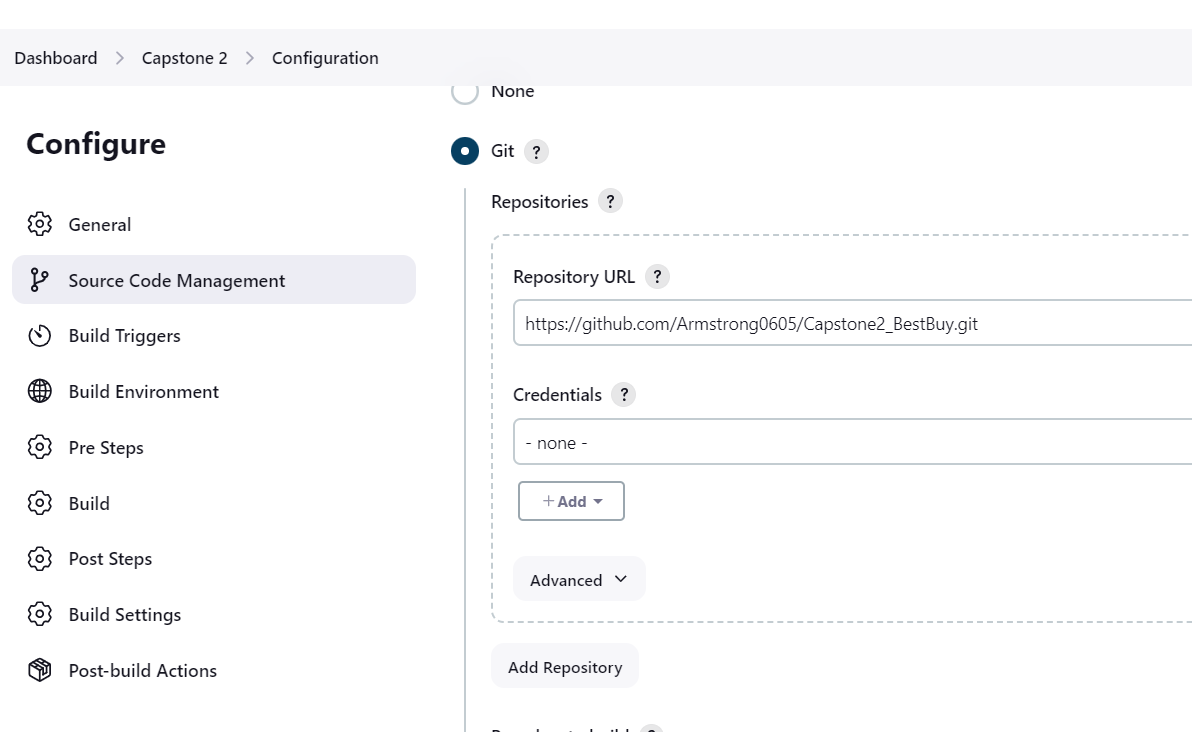 Dashboard > Capstone 2 > Configuration
Configure
General
Source Code Management
Build Triggers
Build Environment
Pre Steps
Build
Post Steps
Build Settings
Post-build Actions
None
Git ?
Repositories ?
Repository URL ?
https://github.com/Armstrong0605/Capstone2_BestBuy.git
Credentials ?
- none -
+ Add
Advanced
Add Repository